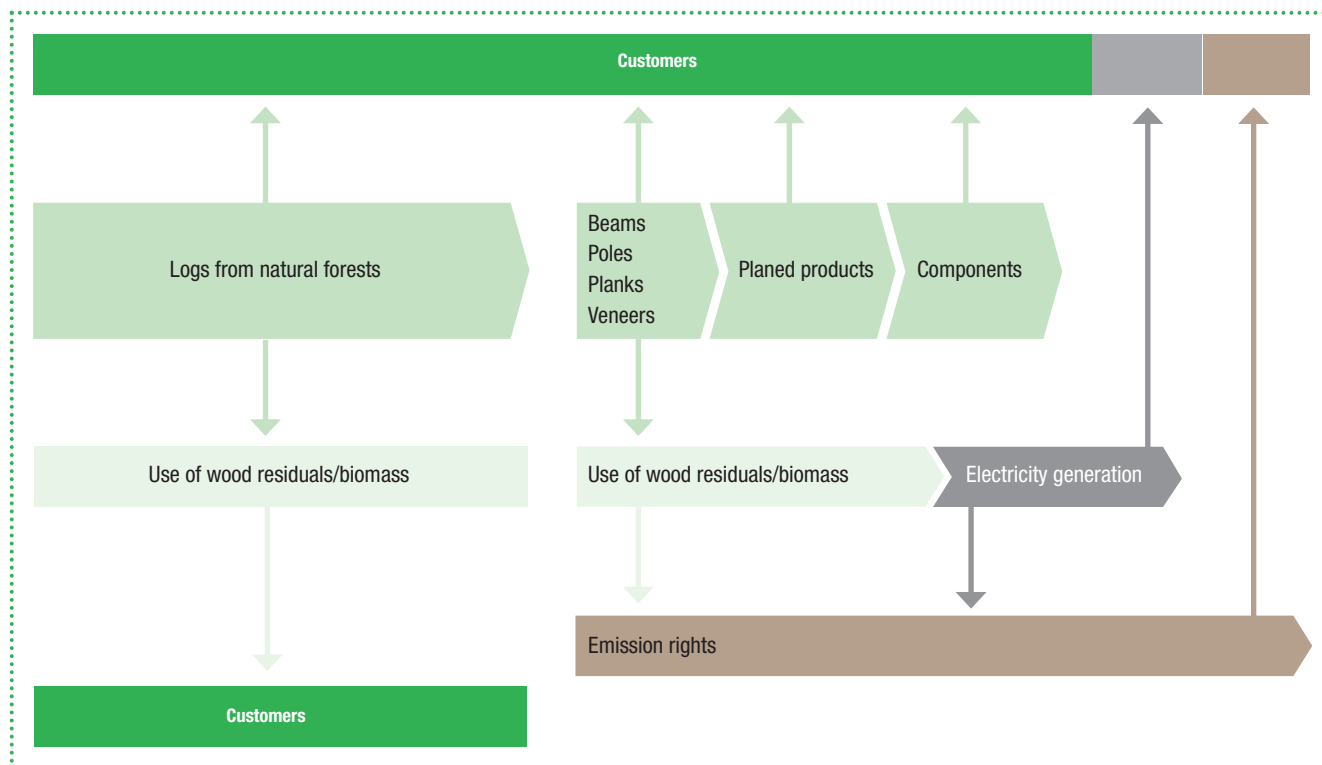 Customers
Logs from natural forests
Beams
Poles
Planks
Veneers
Planed products
Components
Use of wood residuals/biomass
Use of wood residuals/biomass
Electricity generation
Emission rights
Customers